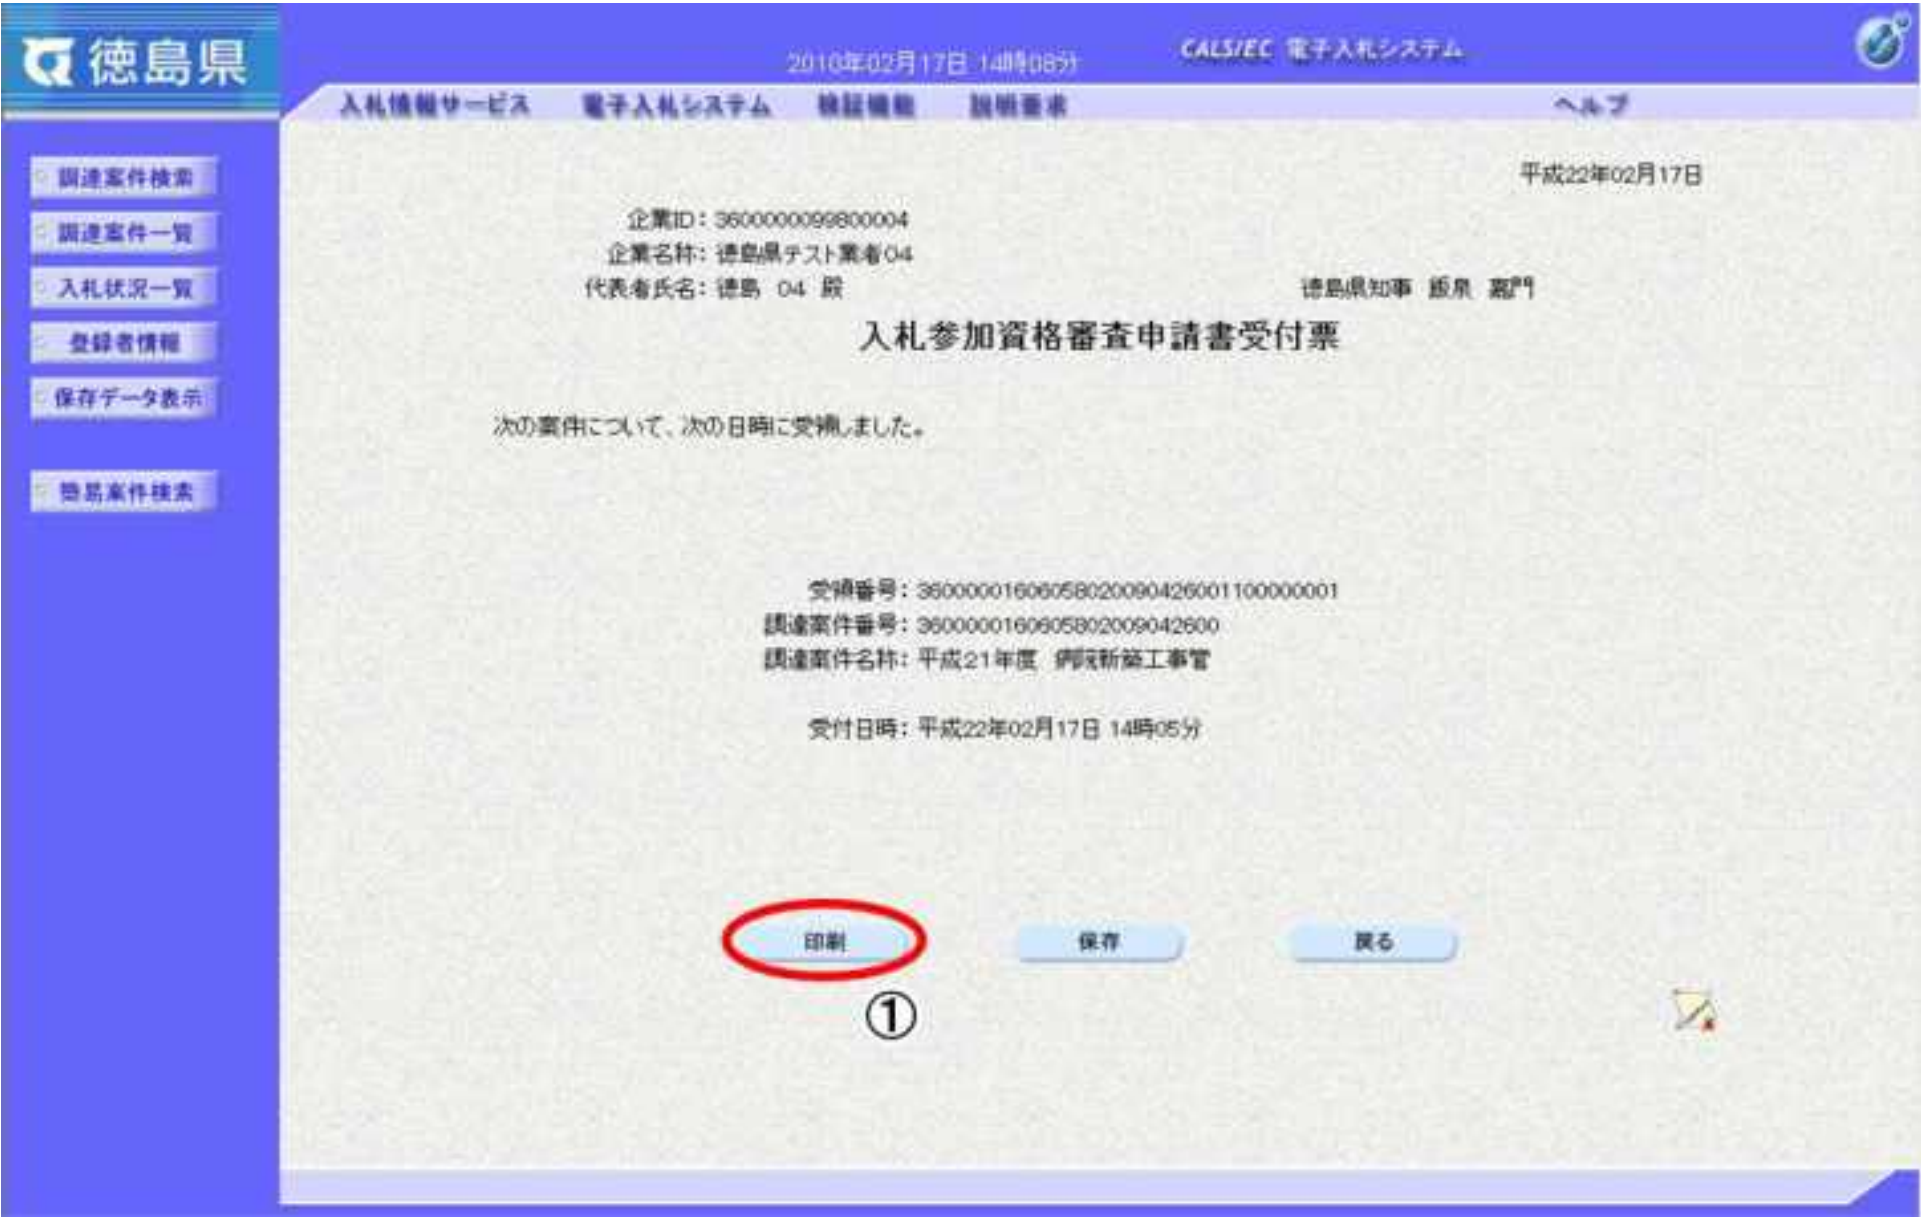 徳島県
2010年02月17日 14時08分
CALS/EC 電子入札システム
入札情報サービス 電子入札システム 検証機能 説明要求 ヘルプ
調達案件検索
調達案件一覧
入札状況一覧
登録者情報
保存データ表示
簡易案件検索
平成22年02月17日
企業ID：3600000099800004
企業名称：徳島県テスト業者04
代表者氏名：徳島 04 殿
徳島県知事 飯泉 嘉門
入札参加資格審査申請書受付票
次の案件について、次の日時に受領しました。
受領番号：36000001606058020090426001100000001
調達案件番号：3600000160605802009042600
調達案件名称：平成21年度 病院新築工事管
受付日時：平成22年02月17日 14時05分
印刷
保存
戻る
①